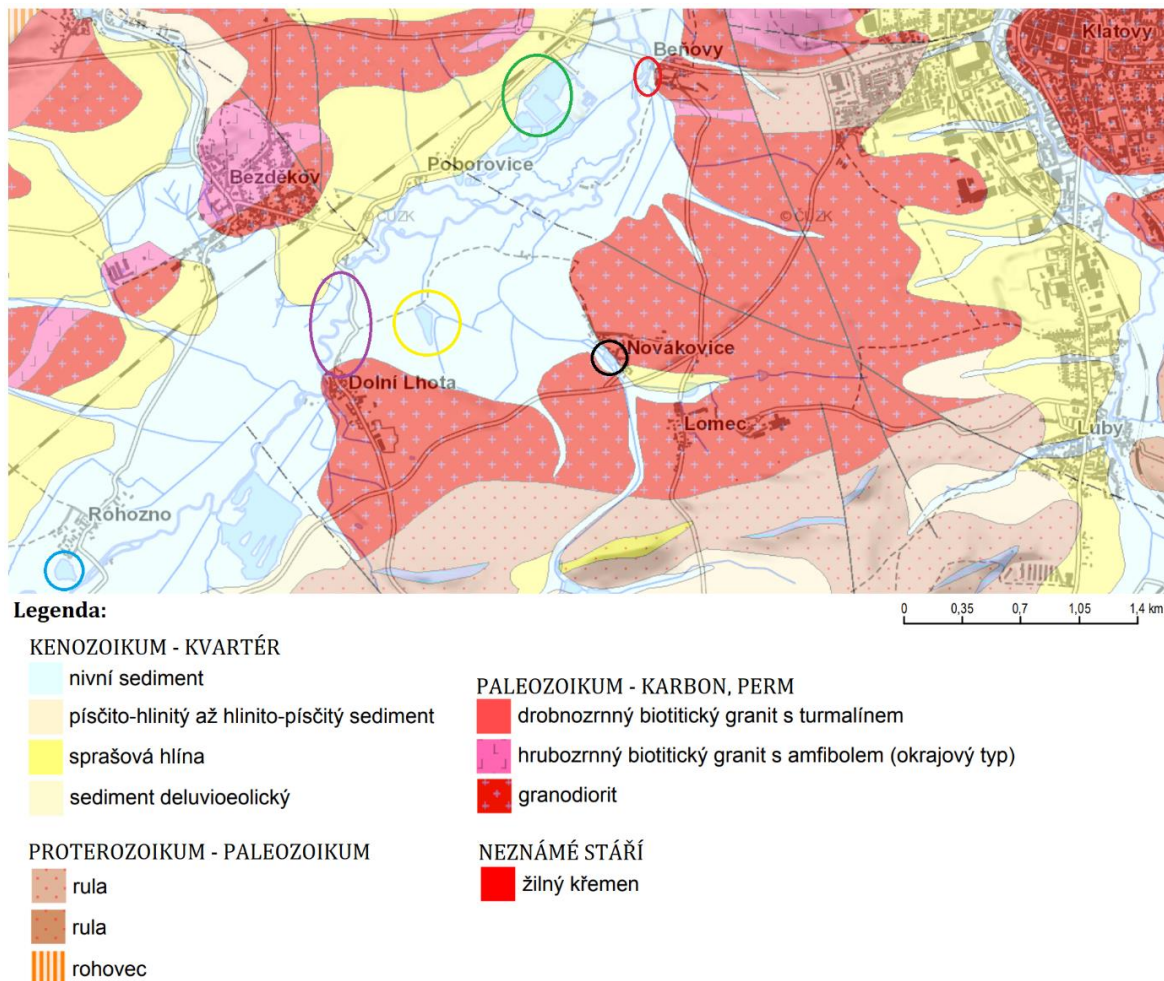 Beňovy
Klatovy
Poborovice
Bezděkov
© ČÚZK
© ČÚZK
Novákovice
Dolní Lhota
Lomec
Luby
Rohozno
Legenda:
0 0,35 0,7 1,05 1,4 km
KENOZOIKUM - KVARTÉR
nivní sediment
písčito-hlinitý až hlinito-písčitý sediment
sprašová hlína
sediment deluvioeolický
PALEOZOIKUM - KARBON, PERM
drobnozrnný biotitický granit s turmalínem
hrubozrnný biotitický granit s amfibolem (okrajový typ)
granodiorit
PROTEROZOIKUM - PALEOZOIKUM
rula
rula
rohovec
NEZNÁMÉ STÁŘÍ
žilný křemen